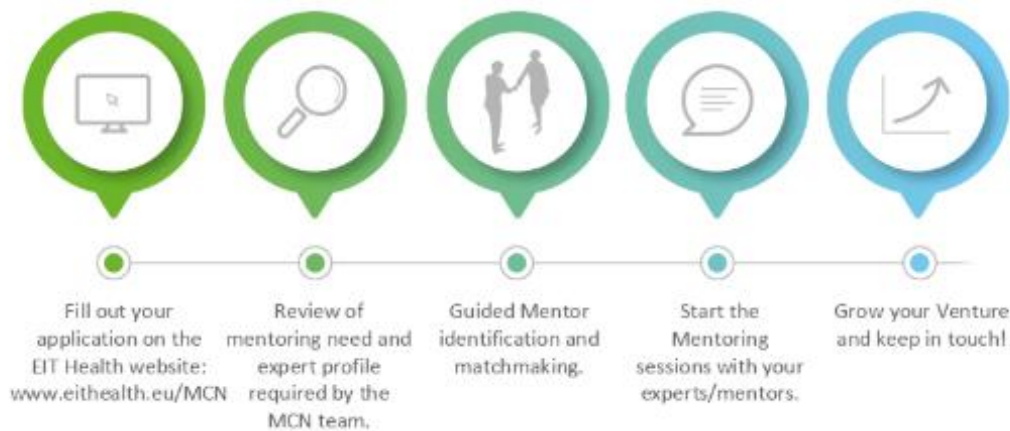 Fill out your
application on the
EIT Health website:
www.eithealth.eu/MCN
Review of
mentoring need and
expert profile
required by the
MCN team.
Guided Mentor
identification and
matchmaking.
Start the
Mentoring
sessions with your
experts/mentors.
Grow your Venture
and keep in touch!